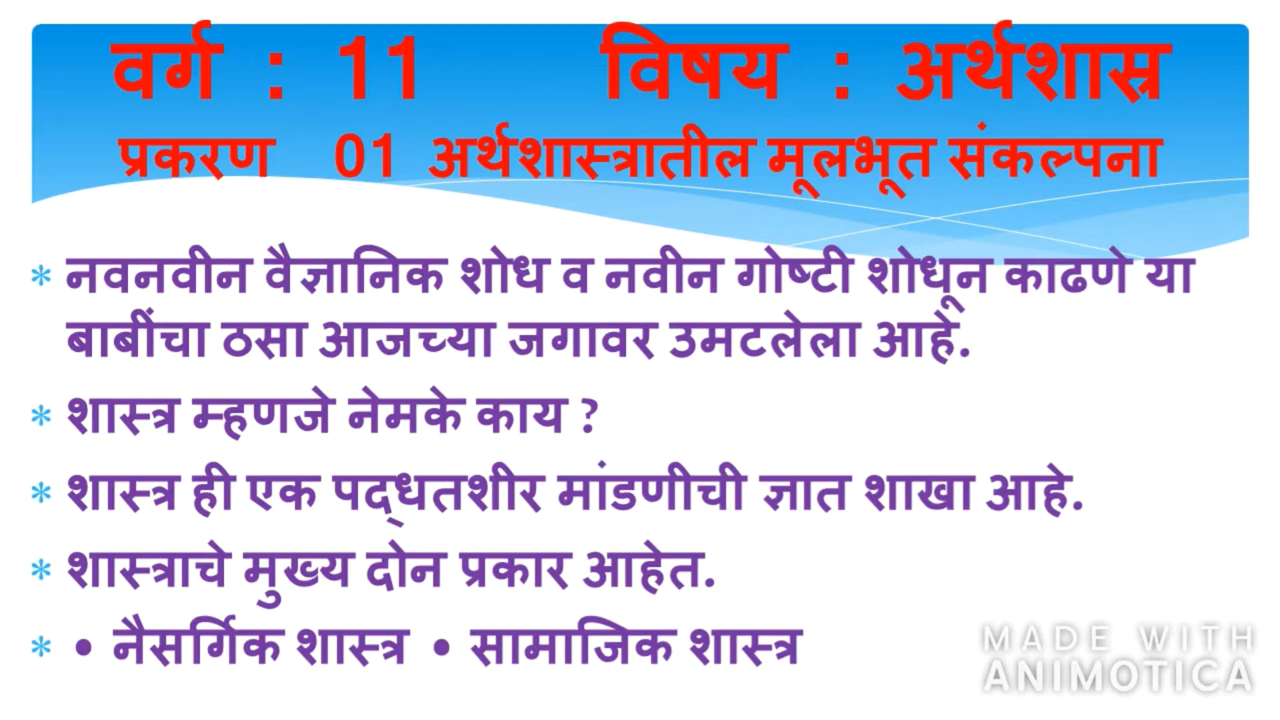 वर्ग : 11 विषय : अर्थशास्र
प्रकरण 01 अर्थशास्त्रातील मूलभूत संकल्पना
* नवनवीन वैज्ञानिक शोध व नवीन गोष्टी शोधून काढणे या
बाबींचा ठसा आजच्या जगावर उमटलेला आहे.
* शास्त्र म्हणजे नेमके काय ?
* शास्त्र ही एक पद्धतशीर मांडणीची ज्ञात शाखा आहे.
* शास्त्राचे मुख्य दोन प्रकार आहेत.
* • नैसर्गिक शास्त्र • सामाजिक शास्त्र
MADE WITH
ANIMOTICA